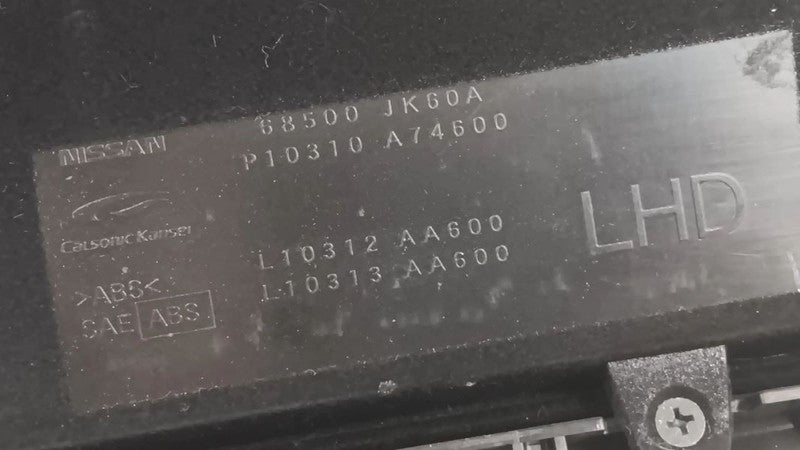 NISSAN
68500 JK60A
P10310 A74600
Calsonic Kansei
L10312 AA600
L10313 AA600
>ABS<
SAE ABS
LHD